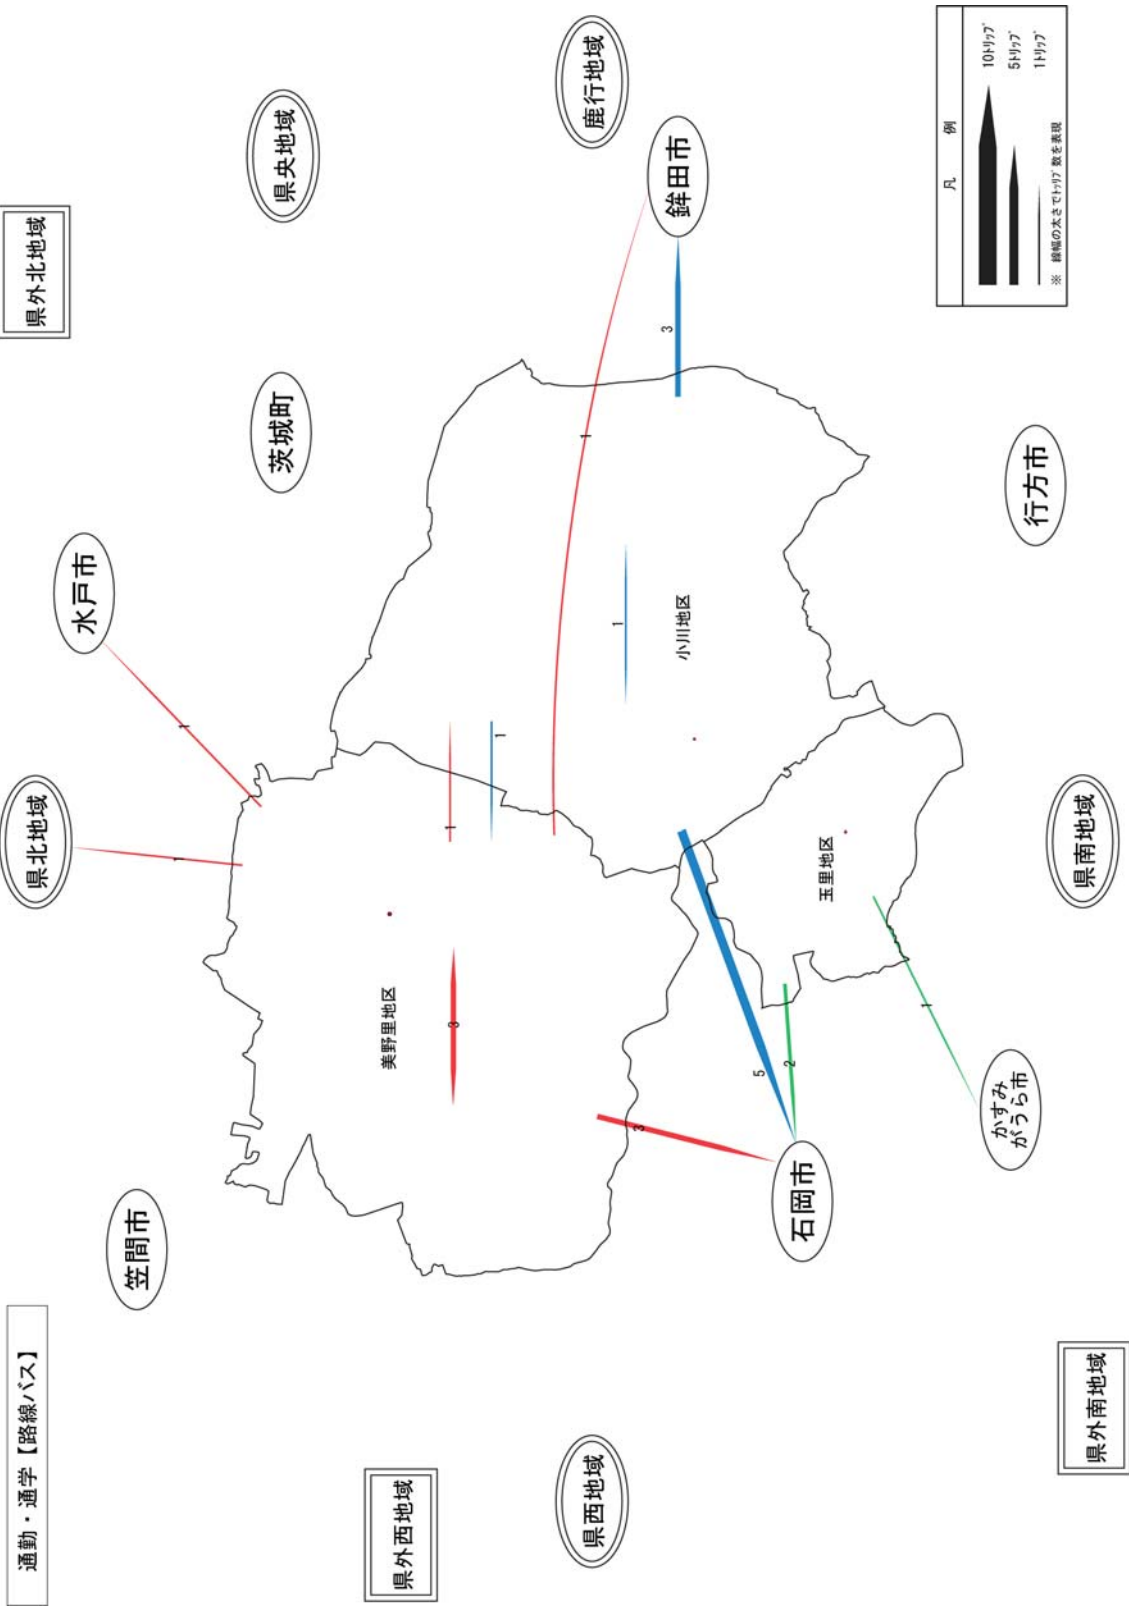 通勤・通学【路線バス】
県外北地域
県北地域
水戸市
県央地域
茨城町
笠間市
鹿行地域
鉾田市
県外西地域
県西地域
美野里地区
小川地区
玉里地区
石岡市
かすみ
がうら市
行方市
県南地域
県外南地域
1
1
1
1
1
1
3
3
3
5
2
1
凡　例
10トリップ
5トリップ
1トリップ
※ 線幅の太さでトリップ数を表現